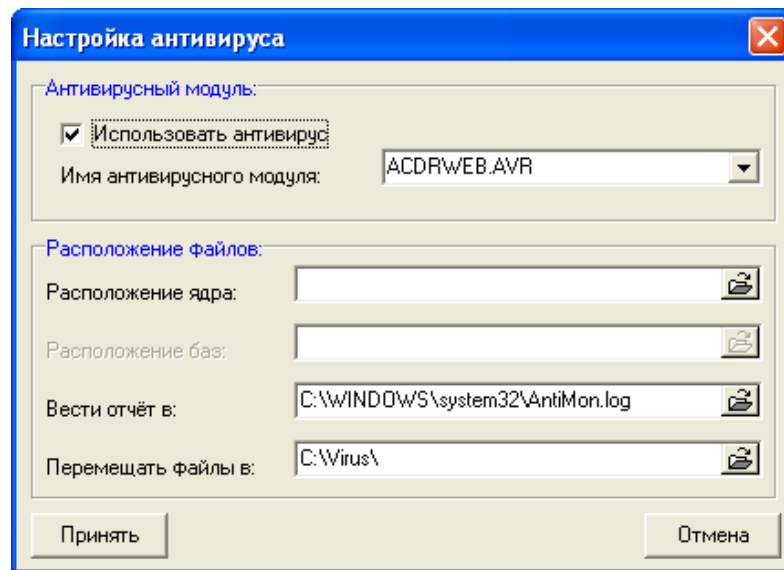 Настройка антивируса
Антивирусный модуль:
Использовать антивирус
Имя антивирусного модуля:
ACDRWEB.AVR
Расположение файлов:
Расположение ядра:
Расположение баз:
Вести отчёт в:
C:\WINDOWS\system32\AntiMon.log
Перемещать файлы в:
C:\Virus\
Принять
Отмена